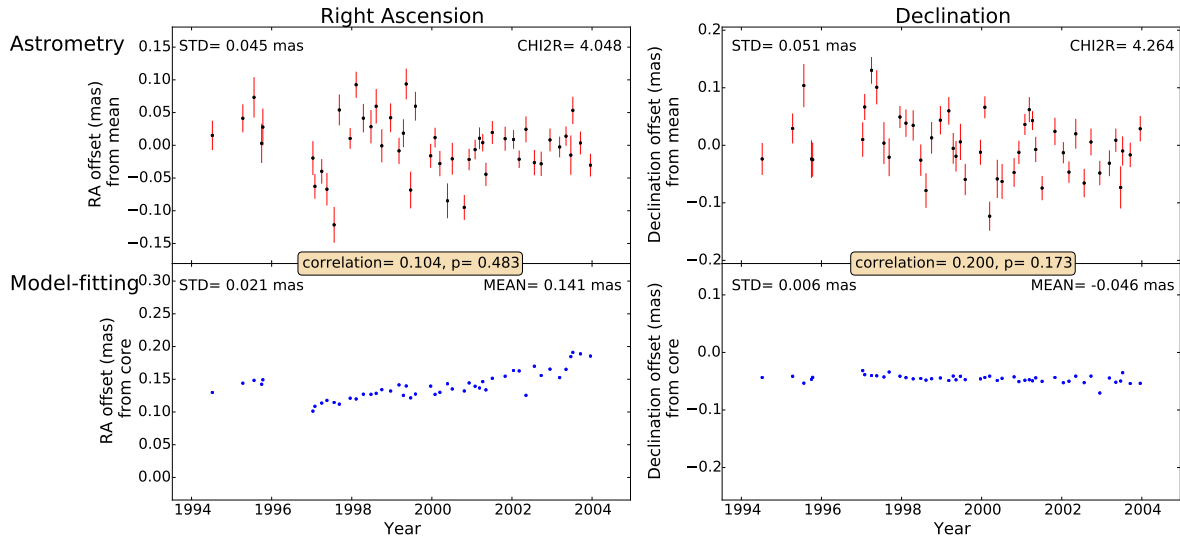 Right Ascension
Declination
Astrometry
STD= 0.045 mas
CHI2R= 4.048
0.15
0.10
0.05
0.00
−0.05
−0.10
−0.15
RA offset (mas)
from mean
STD= 0.051 mas
CHI2R= 4.264
0.2
0.1
0.0
−0.1
−0.2
Declination offset (mas)
from mean
correlation= 0.104, p= 0.483
correlation= 0.200, p= 0.173
Model-fitting
STD= 0.021 mas
MEAN= 0.141 mas
0.30
0.25
0.20
0.15
0.10
0.05
0.00
RA offset (mas)
from core
STD= 0.006 mas
MEAN= -0.046 mas
0.1
0.0
−0.1
−0.2
Declination offset (mas)
from core
1994 1996 1998 2000 2002 2004
Year
1994 1996 1998 2000 2002 2004
Year